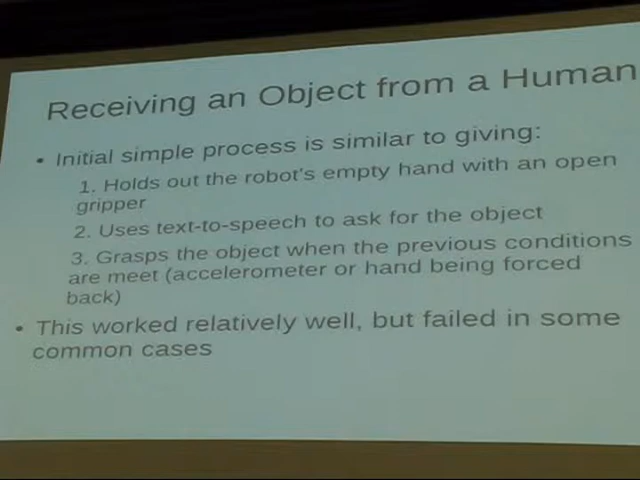 Receiving an Object from a Human
• Initial simple process is similar to giving:
1. Holds out the robot's empty hand with an open
gripper
2. Uses text-to-speech to ask for the object
3. Grasps the object when the previous conditions
are meet (accelerometer or hand being forced
back)
• This worked relatively well, but failed in some
common cases